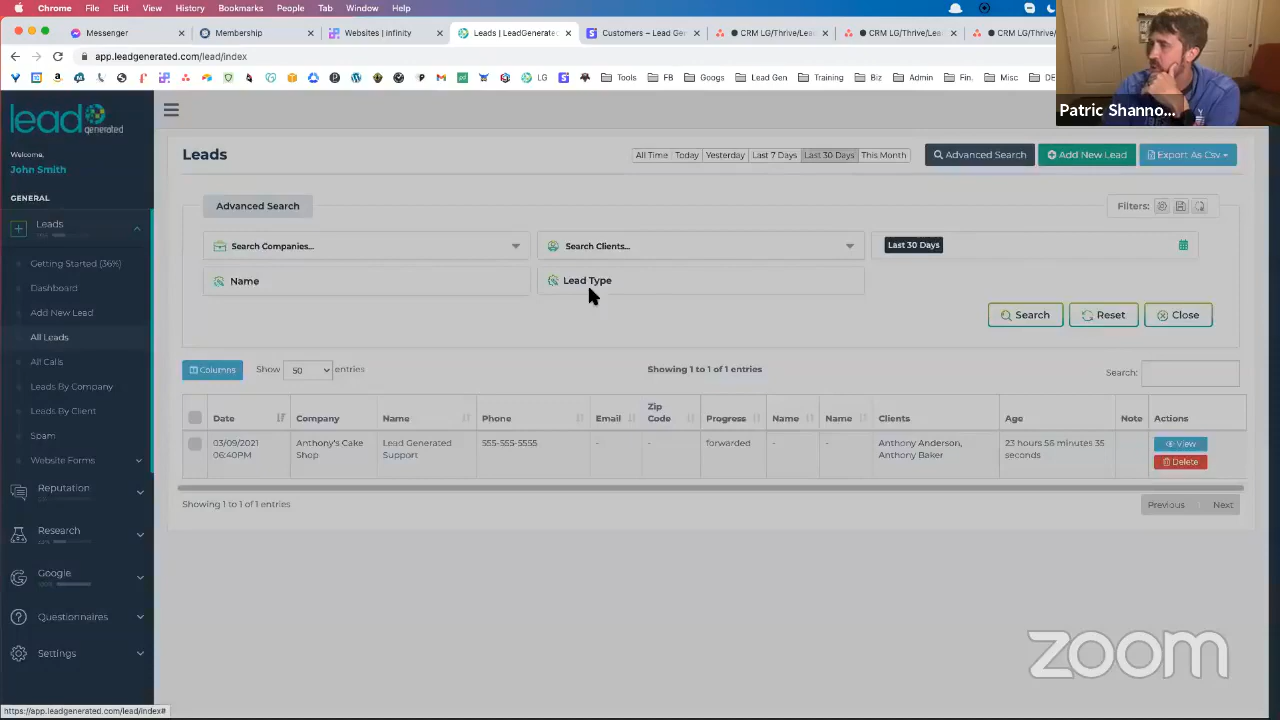 Chrome File Edit View History Bookmarks People Tab Window Help
Messenger × Membership × Websites | infinity × Leads | LeadGenerat × Customers – Lead Ge × CRM LG/Thrive/Lea CRM LG/Thrive/Lea × CRM LG/Thrive/L
app.leadgenerated.com/lead/index
LG Tools FB Googs Lead Gen Training Biz Admin Fin. Misc
Patric Shanno...
lead generated
Welcome,
John Smith
GENERAL
Leads
Getting Started (36%)
Dashboard
Add New Lead
All Leads
All Calls
Leads By Company
Leads By Client
Spam
Website Forms
Reputation
Research
Google
100%
Questionnaires
Settings
Leads
All Time Today Yesterday Last 7 Days Last 30 Days This Month Advanced Search Add New Lead Export As Csv
Advanced Search Filters:
Search Companies... Search Clients... Last 30 Days
Name Lead Type
Search Reset Close
Columns Show 50 entries Showing 1 to 1 of 1 entries Search:
Date Company Name Phone Email Zip Code Progress Name Name Clients Age Note Actions
03/09/2021 Anthony's Cake Lead Generated 555-555-5555 - - forwarded - - Anthony Anderson, 23 hours 56 minutes 35 View
06:40PM Shop Support Anthony Baker seconds Delete
Showing 1 to 1 of 1 entries Previous 1 Next
zoom
https://app.leadgenerated.com/lead/index#